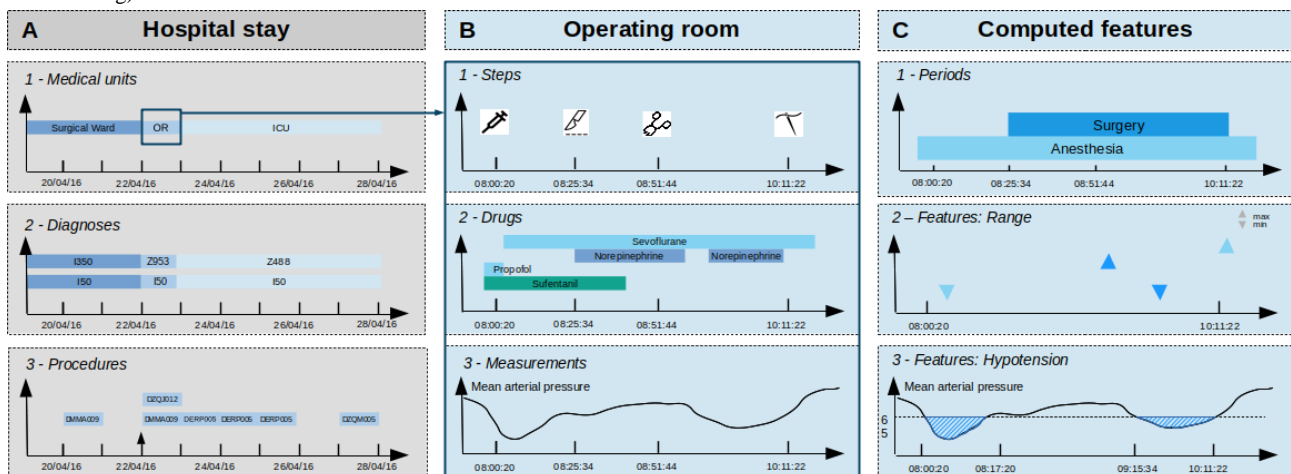 A Hospital stay
1 - Medical units
Surgical Ward OR ICU
20/04/16 22/04/16 24/04/16 26/04/16 28/04/16
2 - Diagnoses
I350 Z953 Z488
I50 I50 I50
20/04/16 22/04/16 24/04/16 26/04/16 28/04/16
3 - Procedures
DZQJ012
DMMA009 DMMA009 DERP005 DERP005 DERP005 DZQM005
20/04/16 22/04/16 24/04/16 26/04/16 28/04/16
B Operating room
1 - Steps
08:00:20 08:25:34 08:51:44 10:11:22
2 - Drugs
Sevoflurane
Norepinephrine Norepinephrine
Propofol
Sufentanil
08:00:20 08:25:34 08:51:44 10:11:22
3 - Measurements
Mean arterial pressure
08:00:20 08:25:34 08:51:44 10:11:22
C Computed features
1 - Periods
Surgery
Anesthesia
08:00:20 08:25:34 08:51:44 10:11:22
2 – Features: Range
max
min
08:00:20 10:11:22
3 - Features: Hypotension
Mean arterial pressure
6
5
08:00:20 08:17:20 09:15:34 10:11:22